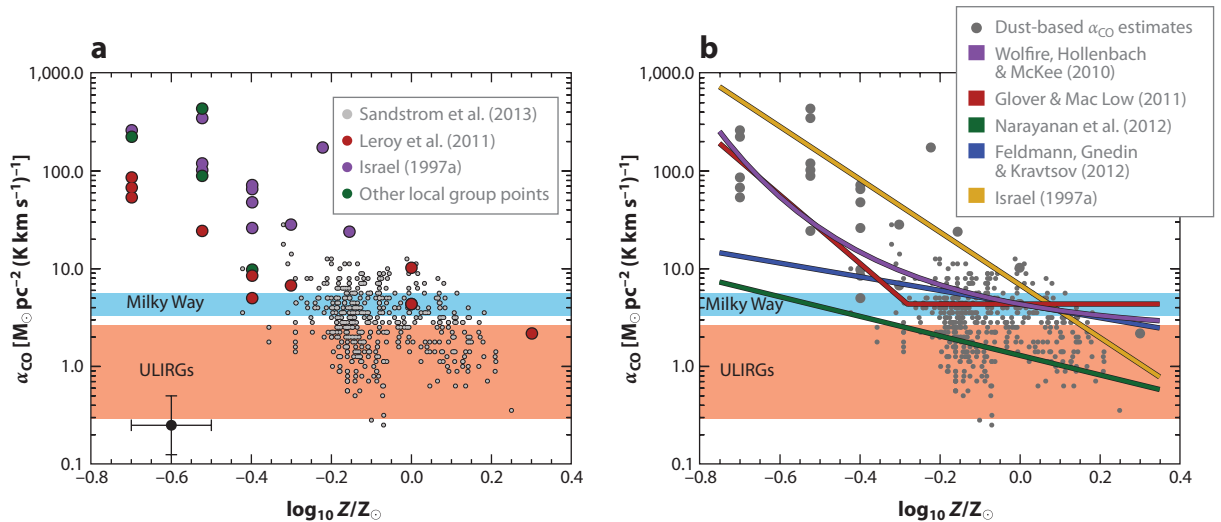 a
1,000.0
100.0
10.0
1.0
0.1
α_CO [M_⊙ pc⁻² (K km s⁻¹)⁻¹]
Sandstrom et al. (2013)
Leroy et al. (2011)
Israel (1997a)
Other local group points
Milky Way
ULIRGs
−0.8 −0.6 −0.4 −0.2 0.0 0.2 0.4
log₁₀ Z/Z_⊙
b
Dust-based α_CO estimates
Wolfire, Hollenbach
& McKee (2010)
Glover & Mac Low (2011)
Narayanan et al. (2012)
Feldmann, Gnedin
& Kravtsov
(2012)
Israel (1997a)
1,000.0
100.0
10.0
1.0
0.1
α_CO [M_⊙ pc⁻² (K km s⁻¹)⁻¹]
Milky Way
ULIRGs
−0.8 −0.6 −0.4 −0.2 0.0 0.2 0.4
log₁₀ Z/Z_⊙